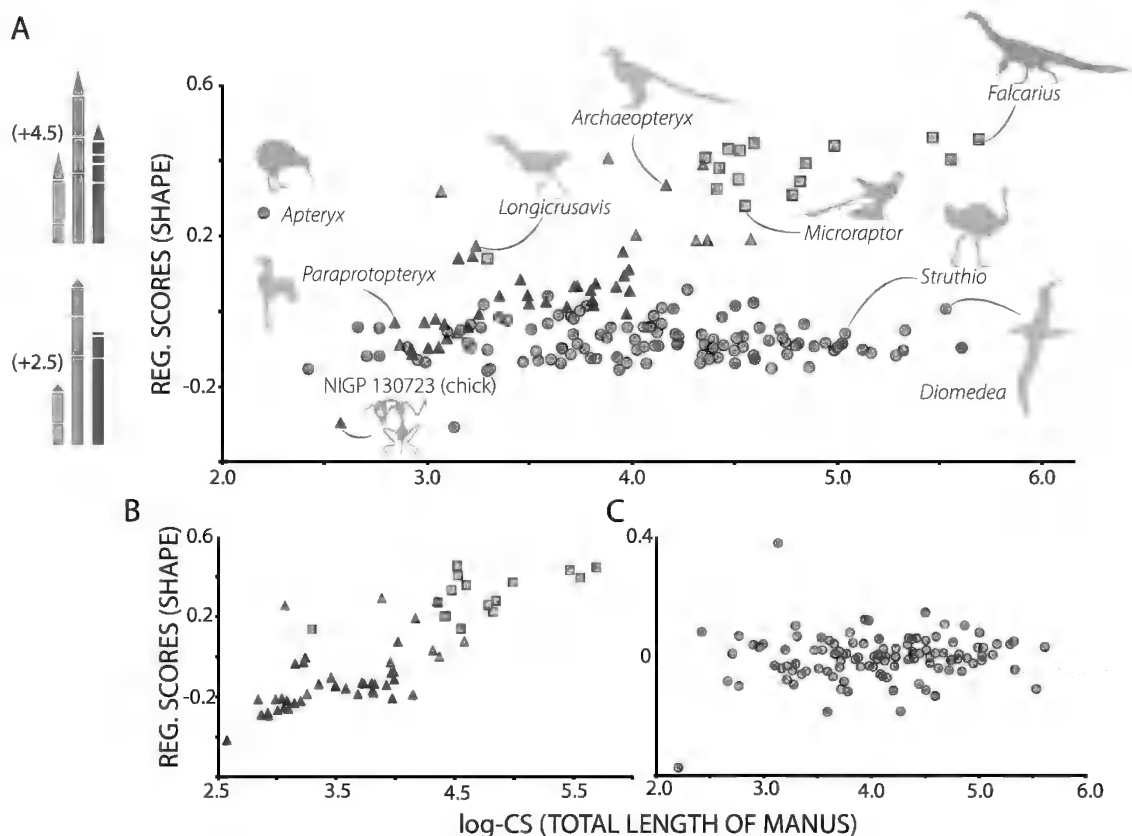 A
(+4.5)
(+2.5)
REG. SCORES (SHAPE)
0.6
0.2
-0.2
Archaeopteryx
Falcarius
Apteryx
Longicrusavis
Microraptor
Paraprotopteryx
Struthio
NIGP 130723 (chick)
Diomedea
2.0 3.0 4.0 5.0 6.0
B
C
REG. SCORES (SHAPE)
0.6
0.2
-0.2
0.4
0
2.5 3.5 4.5 5.5
2.0 3.0 4.0 5.0 6.0
log-CS (TOTAL LENGTH OF MANUS)